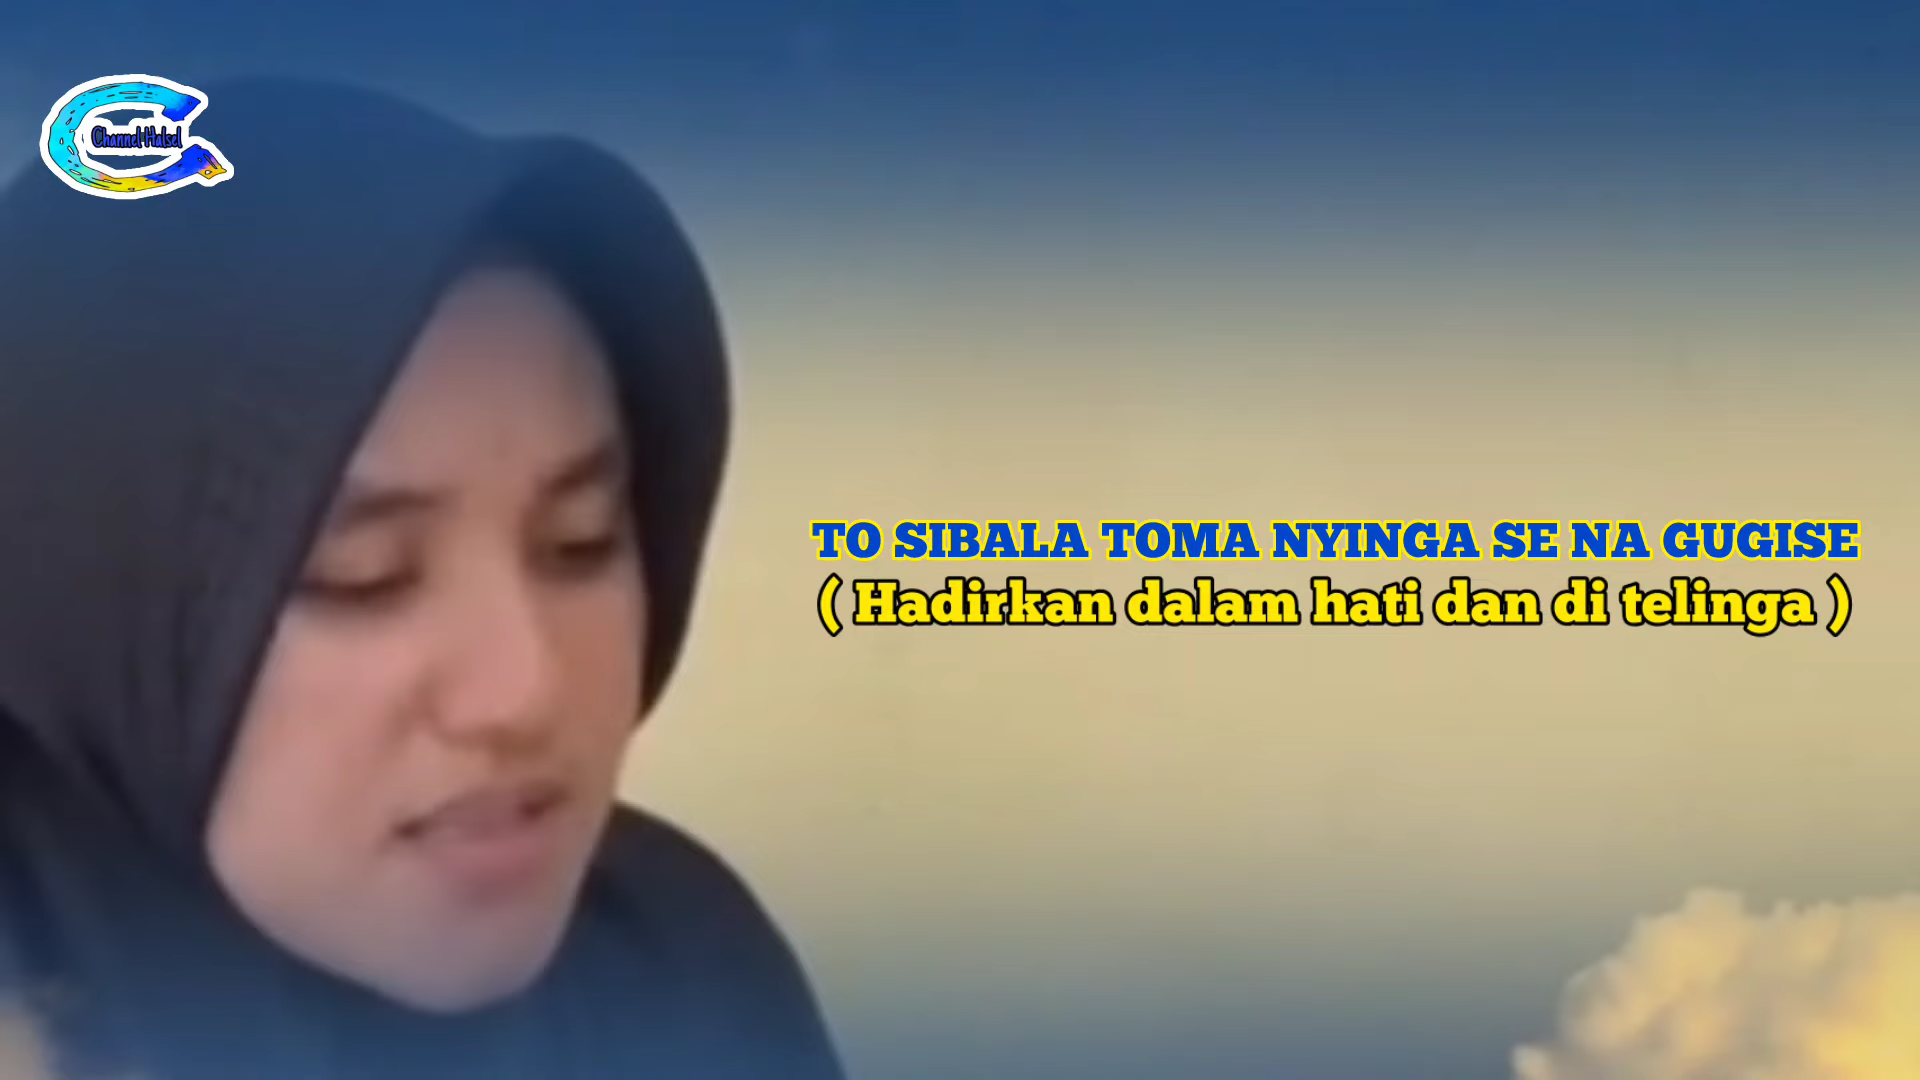 Channel Halsel
TO SIBALA TOMA NYINGA SE NA GUGISE
( Hadirkan dalam hati dan di telinga )